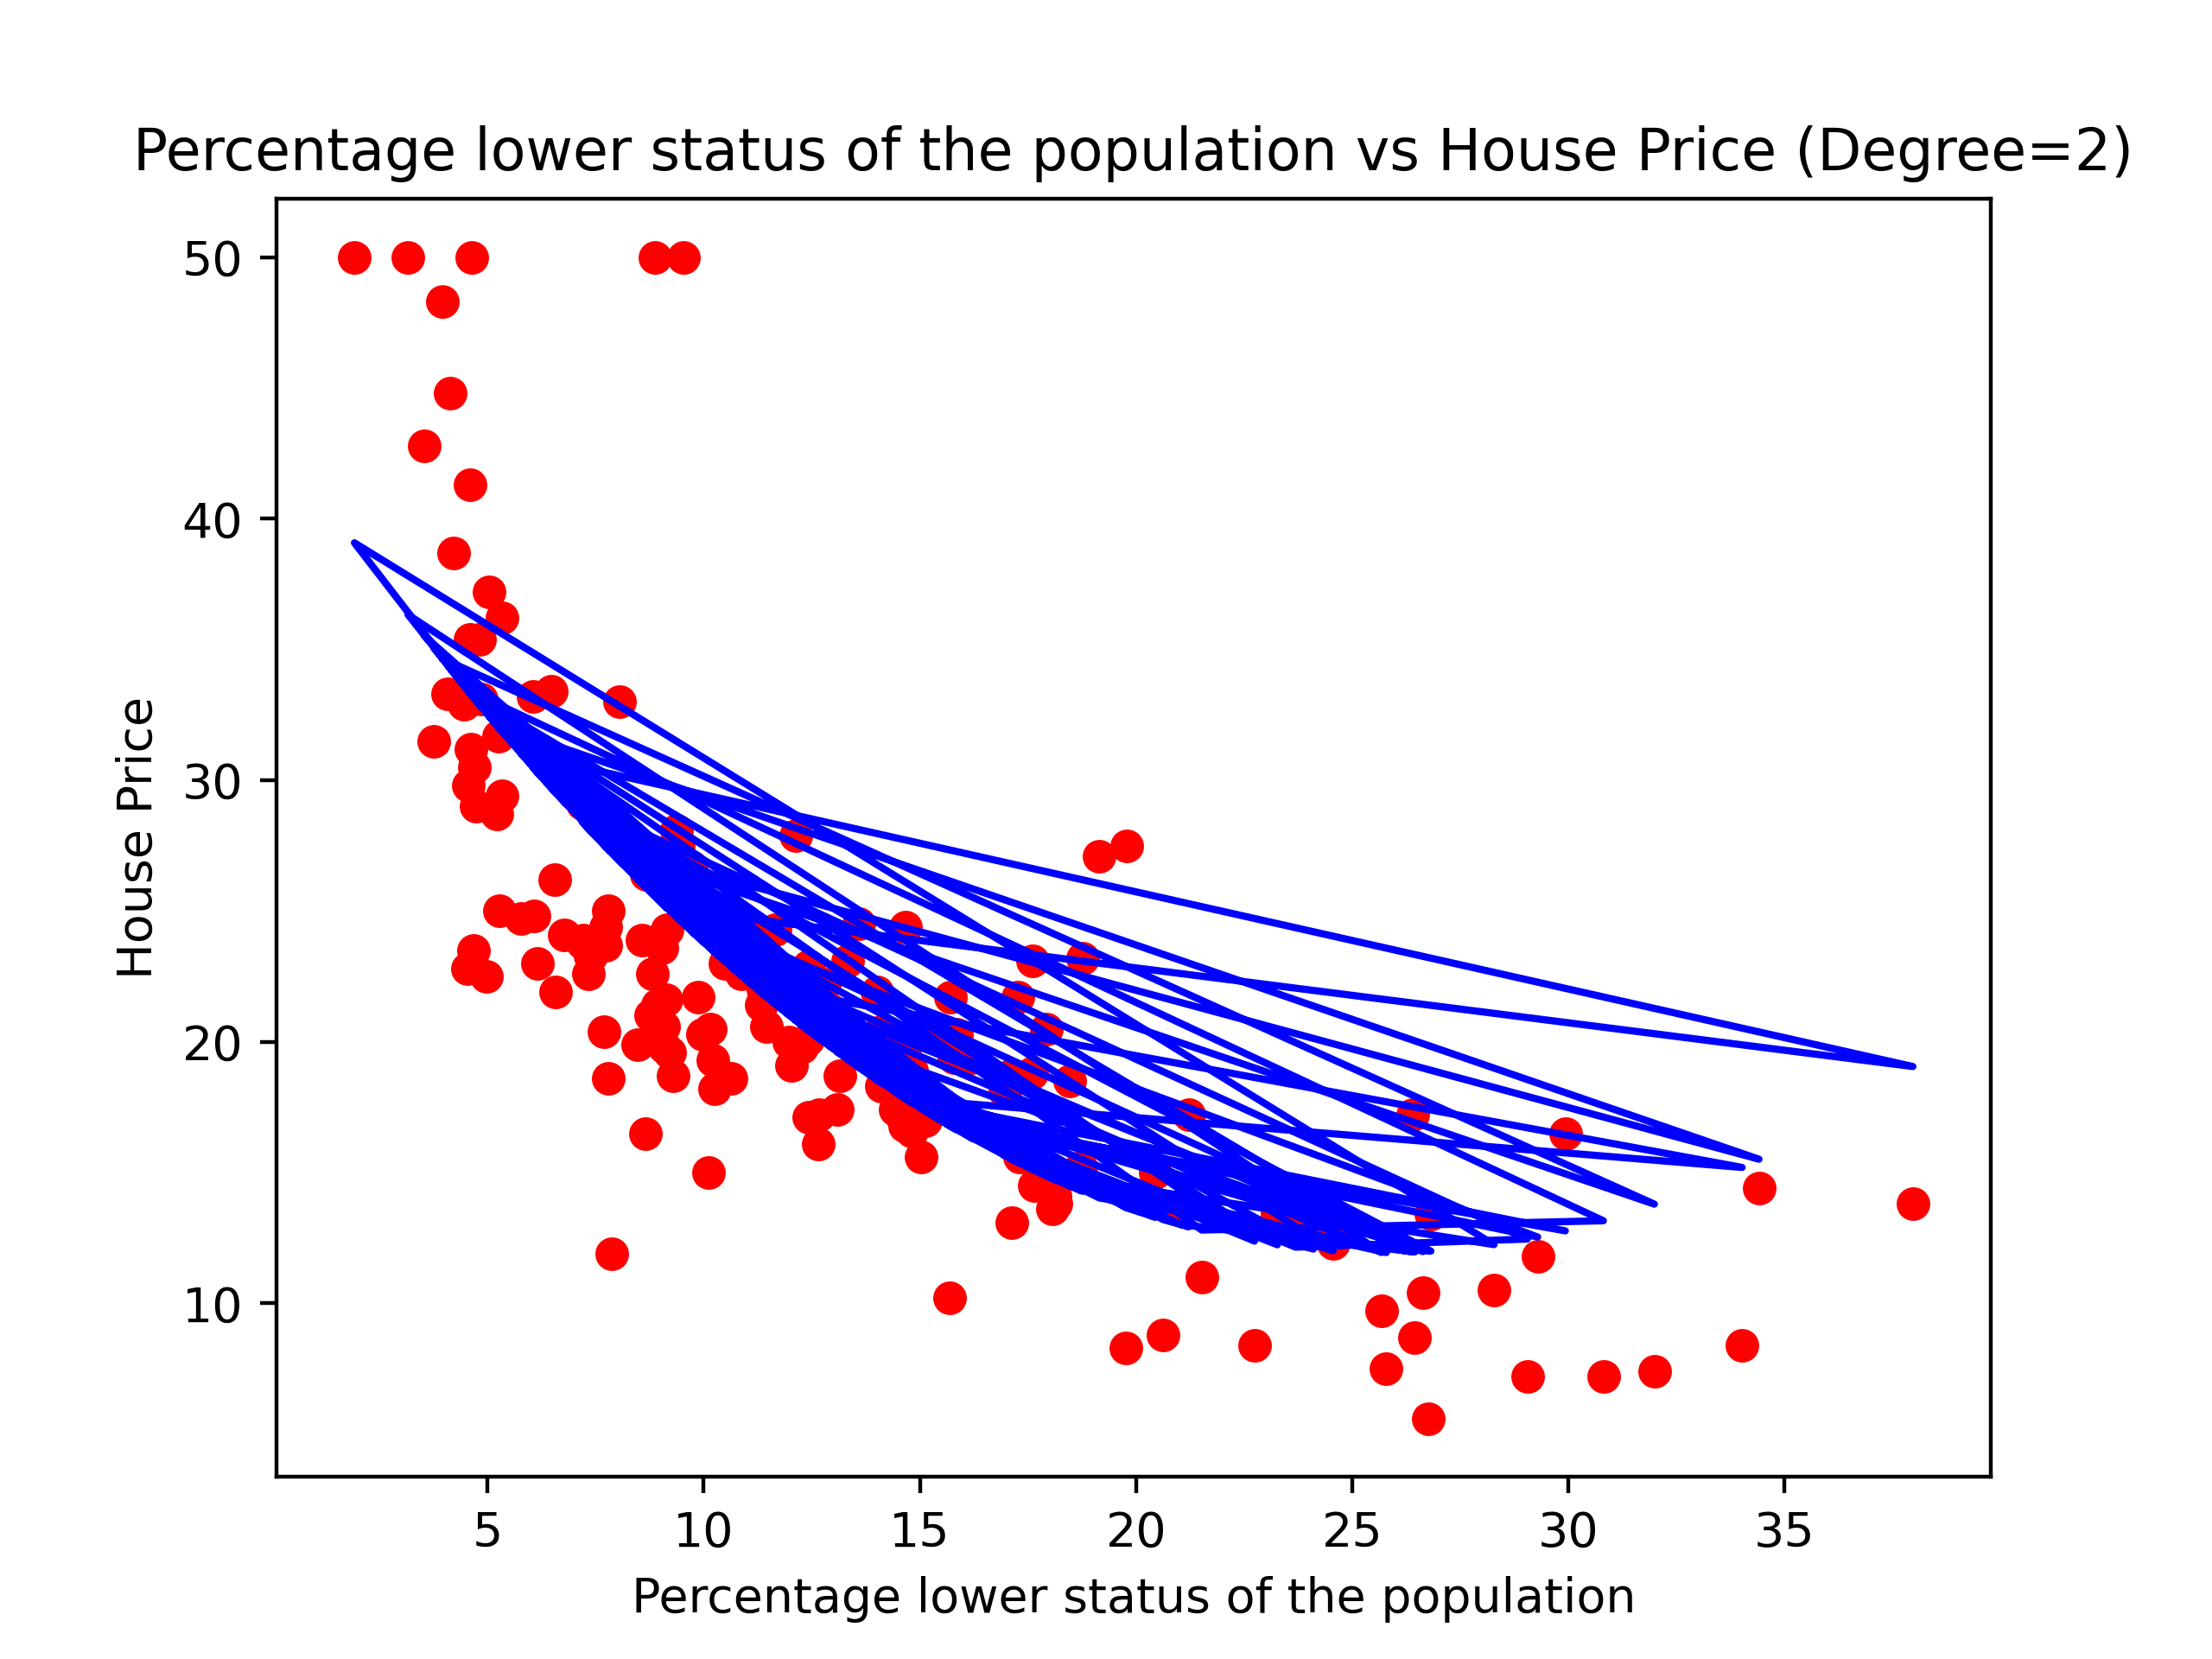 Percentage lower status of the population vs House Price (Degree=2)
50
40
30
20
10
House Price
5 10 15 20 25 30 35
Percentage lower status of the population